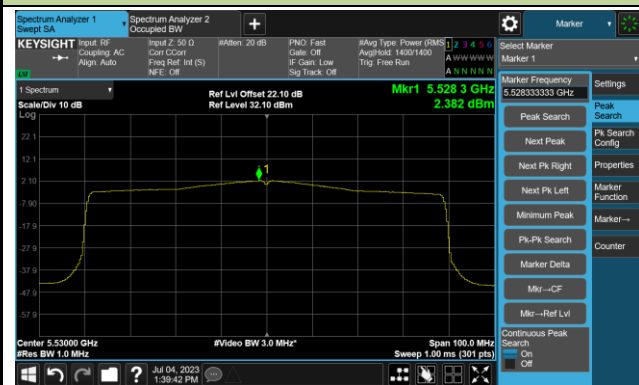 Spectrum Analyzer 1
Swept SA
Spectrum Analyzer 2
Occupied BW
+
Marker
KEYSIGHT
Input: RF
Coupling: AC
Align: Auto
Input Z: 50 Ω
Corr CCorr
Freq Ref: Int (S)
NFE: Off
#Atten: 20 dB
PNO: Fast
Gate: Off
IF Gain: Low
Sig Track: Off
#Avg Type: Power (RMS
Avg|Hold: 1400/1400
Trig: Free Run
1 2 3 4 5 6
A W W W W W
A N N N N N
Select Marker
Marker 1
1 Spectrum
Scale/Div 10 dB
Log
Ref Lvl Offset 22.10 dB
Ref Level 32.10 dBm
Mkr1 5.528 3 GHz
2.382 dBm
22.1
12.1
2.10
-7.90
-17.9
-27.9
-37.9
-47.9
-57.9
1
Center 5.53000 GHz
#Res BW 1.0 MHz
#Video BW 3.0 MHz*
Span 100.0 MHz
Sweep 1.00 ms (301 pts)
Marker Frequency
5.528333333 GHz
Peak Search
Next Peak
Next Pk Right
Next Pk Left
Minimum Peak
Pk-Pk Search
Marker Delta
Mkr→CF
Mkr→Ref Lvl
Continuous Peak
Search
On
Off
Settings
Peak
Search
Pk Search
Config
Properties
Marker
Function
Marker→
Counter
?
Jul 04, 2023
1:39:42 PM